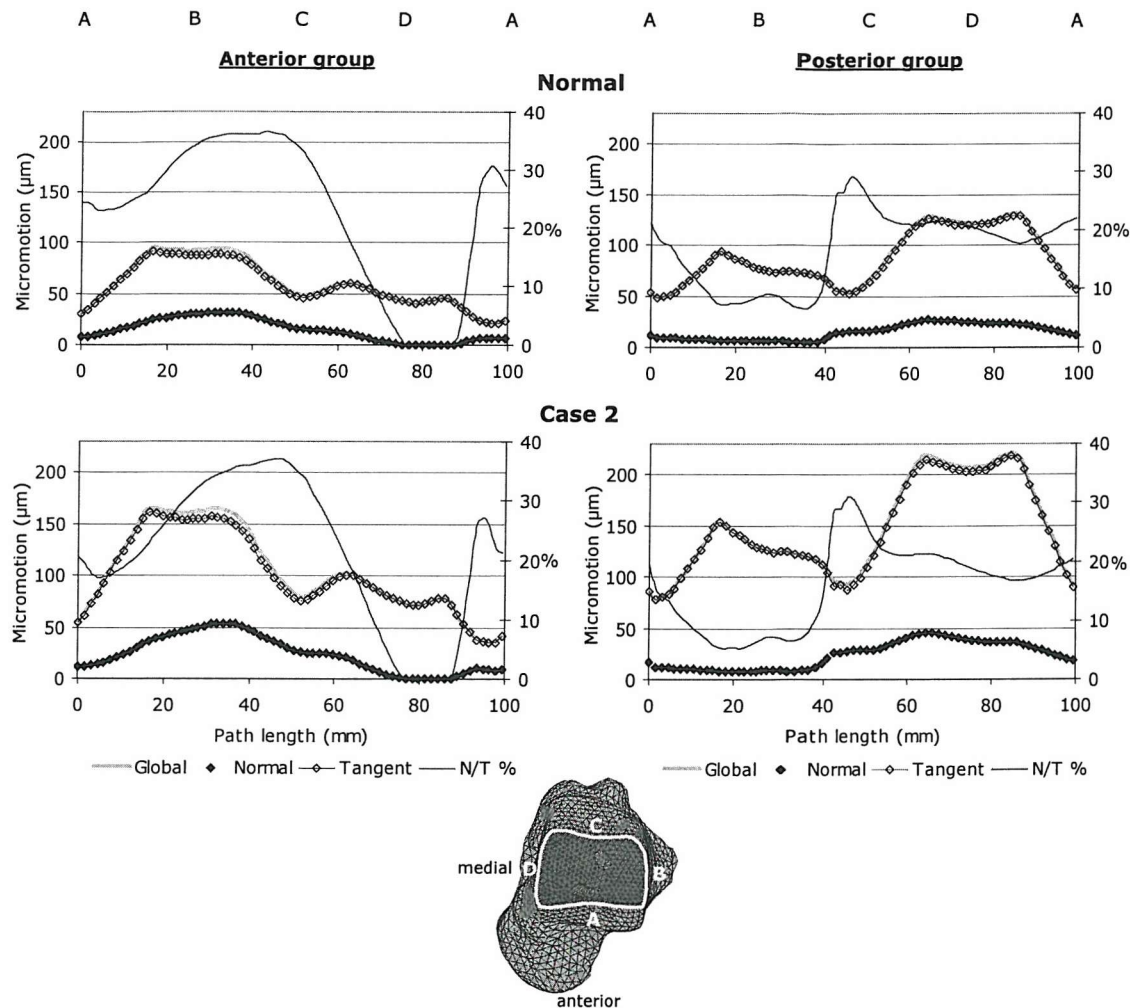 A B C D A A B C D A
Anterior group Posterior group
Normal
Micromotion (µm)
200
150
100
50
0
40
30
20%
10
0
0 20 40 60 80 100
Micromotion (µm)
200
150
100
50
0
40
30
20%
10
0
0 20 40 60 80 100
Case 2
Micromotion (µm)
200
150
100
50
0
40
30
20%
10
0
0 20 40 60 80 100
Path length (mm)
Global Normal Tangent N/T %
Micromotion (µm)
200
150
100
50
0
40
30
20%
10
0
0 20 40 60 80 100
Path length (mm)
Global Normal Tangent N/T %
C
medial D B
A
anterior